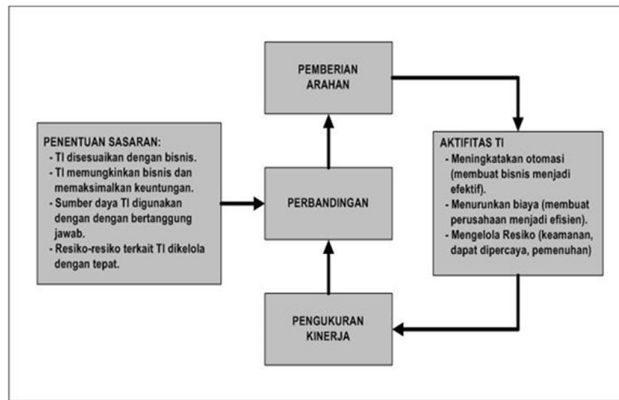 PEMBERIAN
ARAHAN
PENENTUAN SASARAN:
- TI disesuaikan dengan bisnis.
- TI memungkinkan bisnis dan
memaksimalkan keuntungan.
- Sumber daya TI digunakan
dengan dengan bertanggung
jawab.
- Resiko-resiko terkait TI dikelola
dengan tepat.
PERBANDINGAN
AKTIFITAS TI
- Meningkatakan otomasi
(membuat bisnis menjadi
efektif).
- Menurunkan biaya (membuat
perusahaan menjadi efisien).
- Mengelola Resiko (keamanan,
dapat dipercaya, pemenuhan)
PENGUKURAN
KINERJA